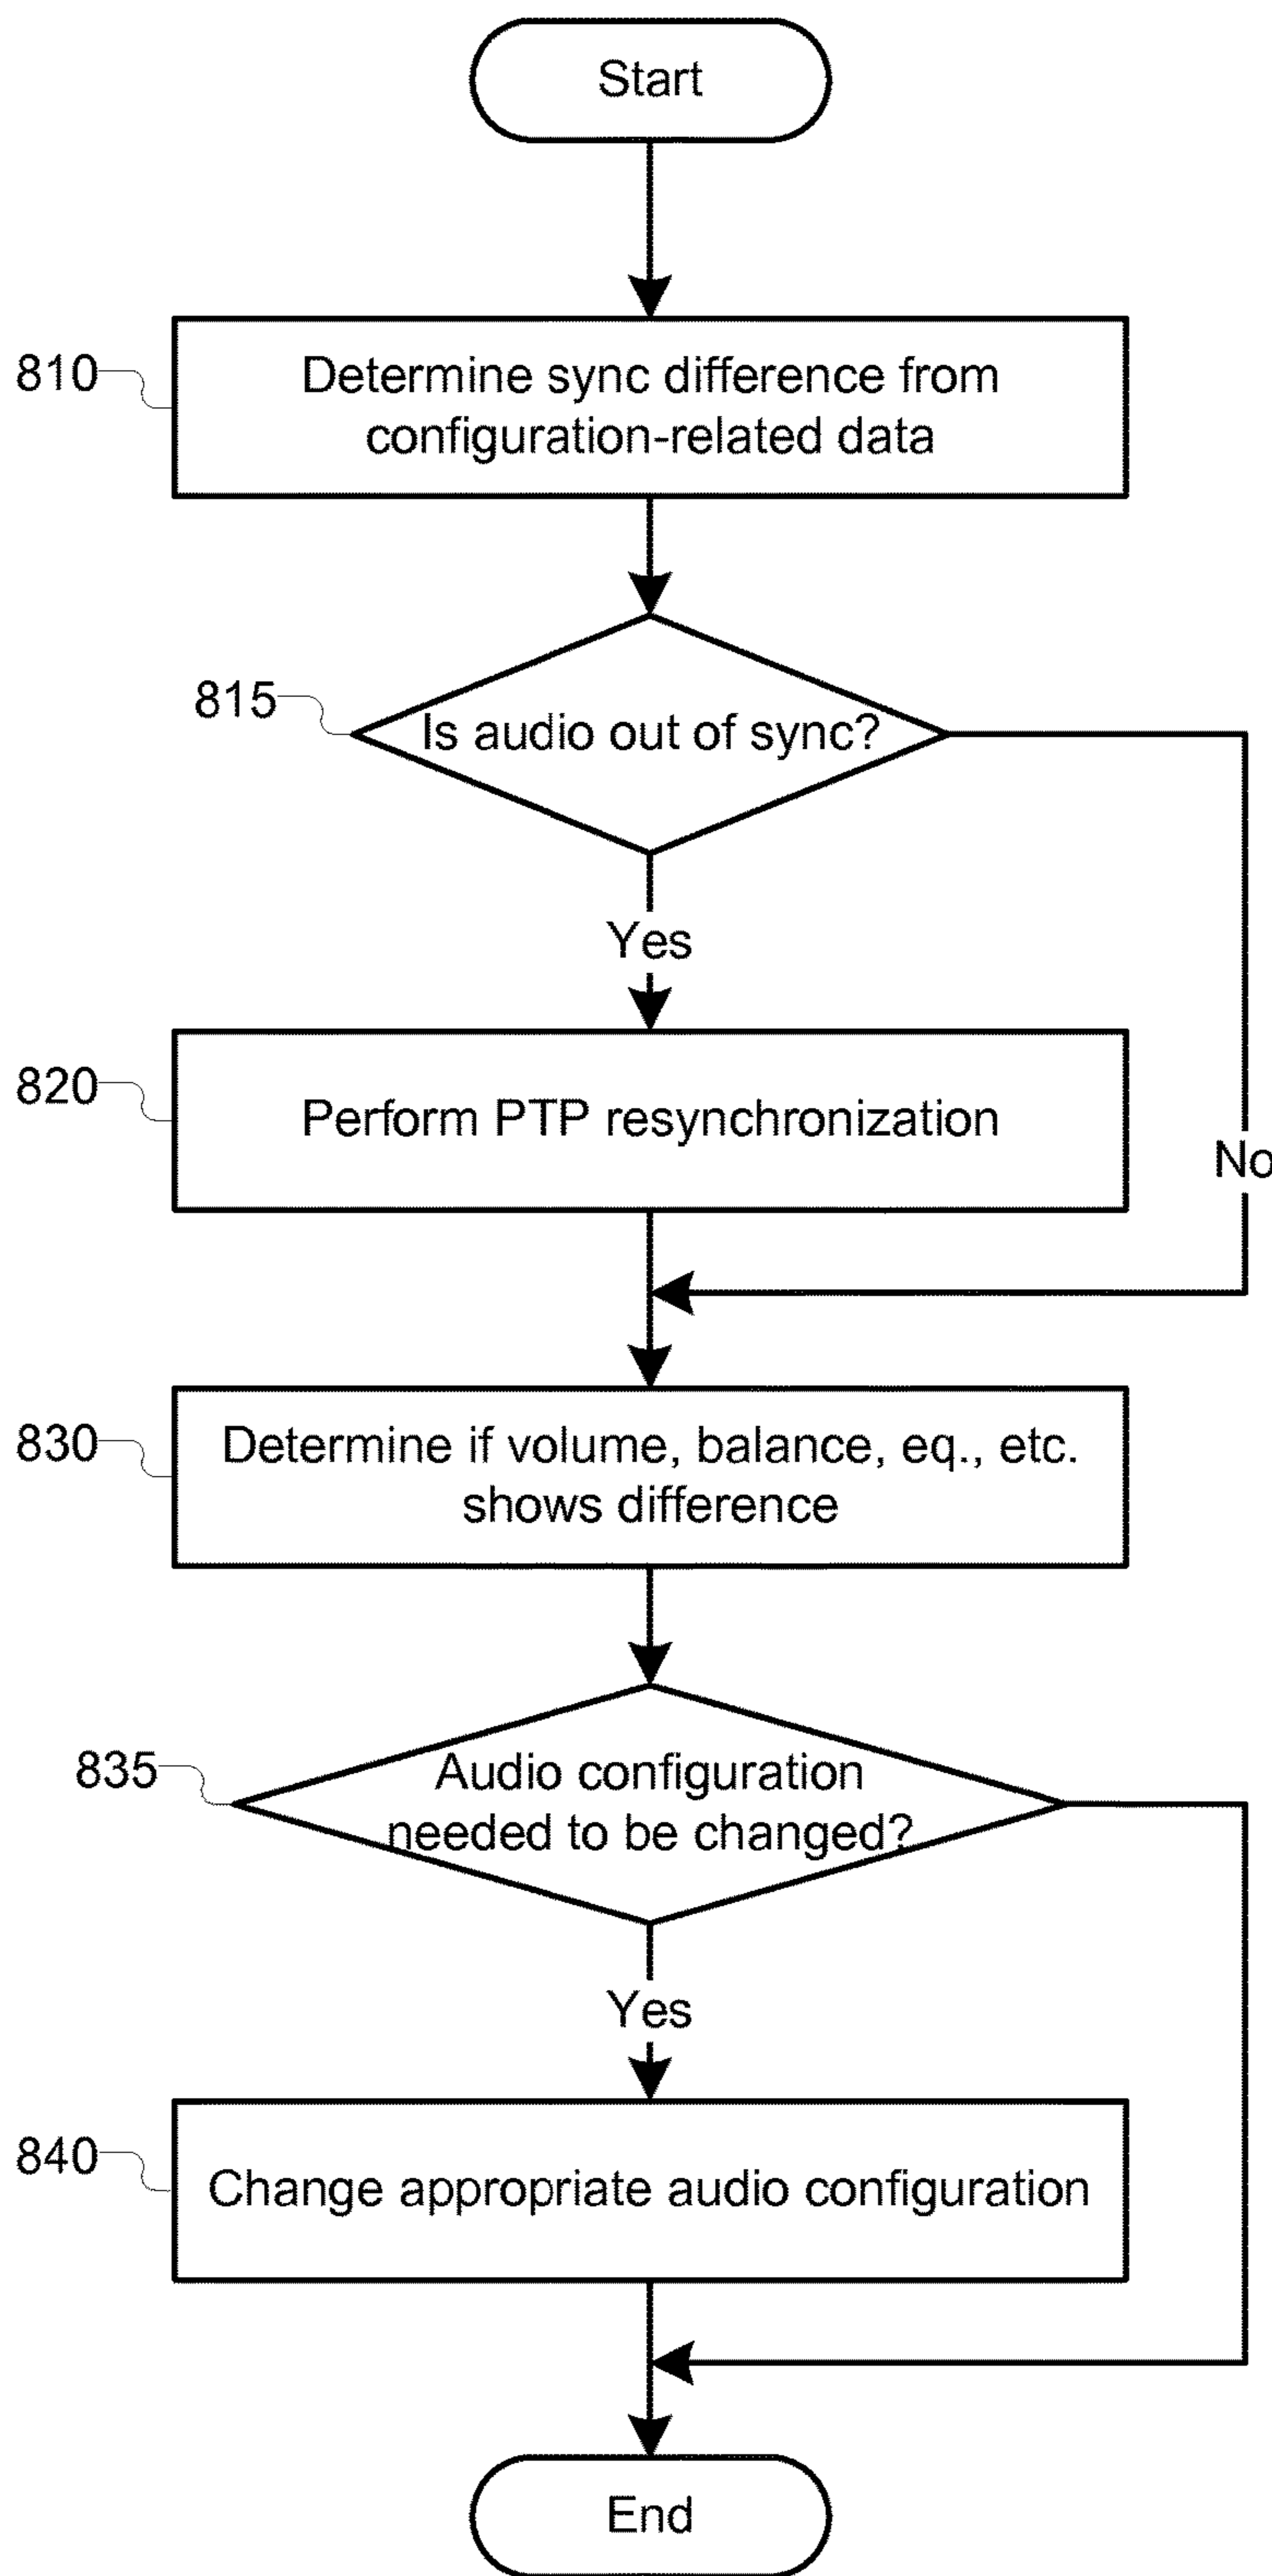 Start
810
Determine sync difference from
configuration-related data
815
Is audio out of sync?
Yes
820
Perform PTP resynchronization
No
830
Determine if volume, balance, eq., etc.
shows difference
835
Audio configuration
needed to be changed?
Yes
840
Change appropriate audio configuration
End